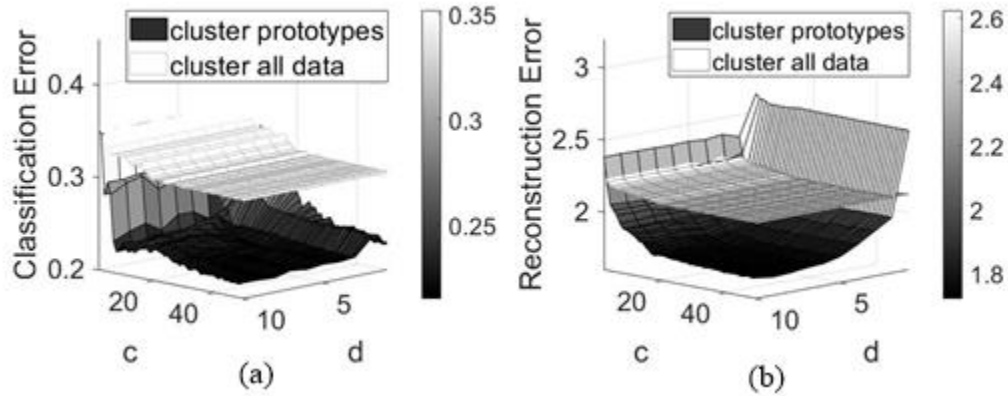 cluster prototypes
cluster all data
Classification Error
0.4
0.3
0.2
20
40
c
10
5
d
0.35
0.3
0.25
(a)
cluster prototypes
cluster all data
Reconstruction Error
3
2.5
2
20
40
c
10
5
d
2.6
2.4
2.2
2
1.8
(b)